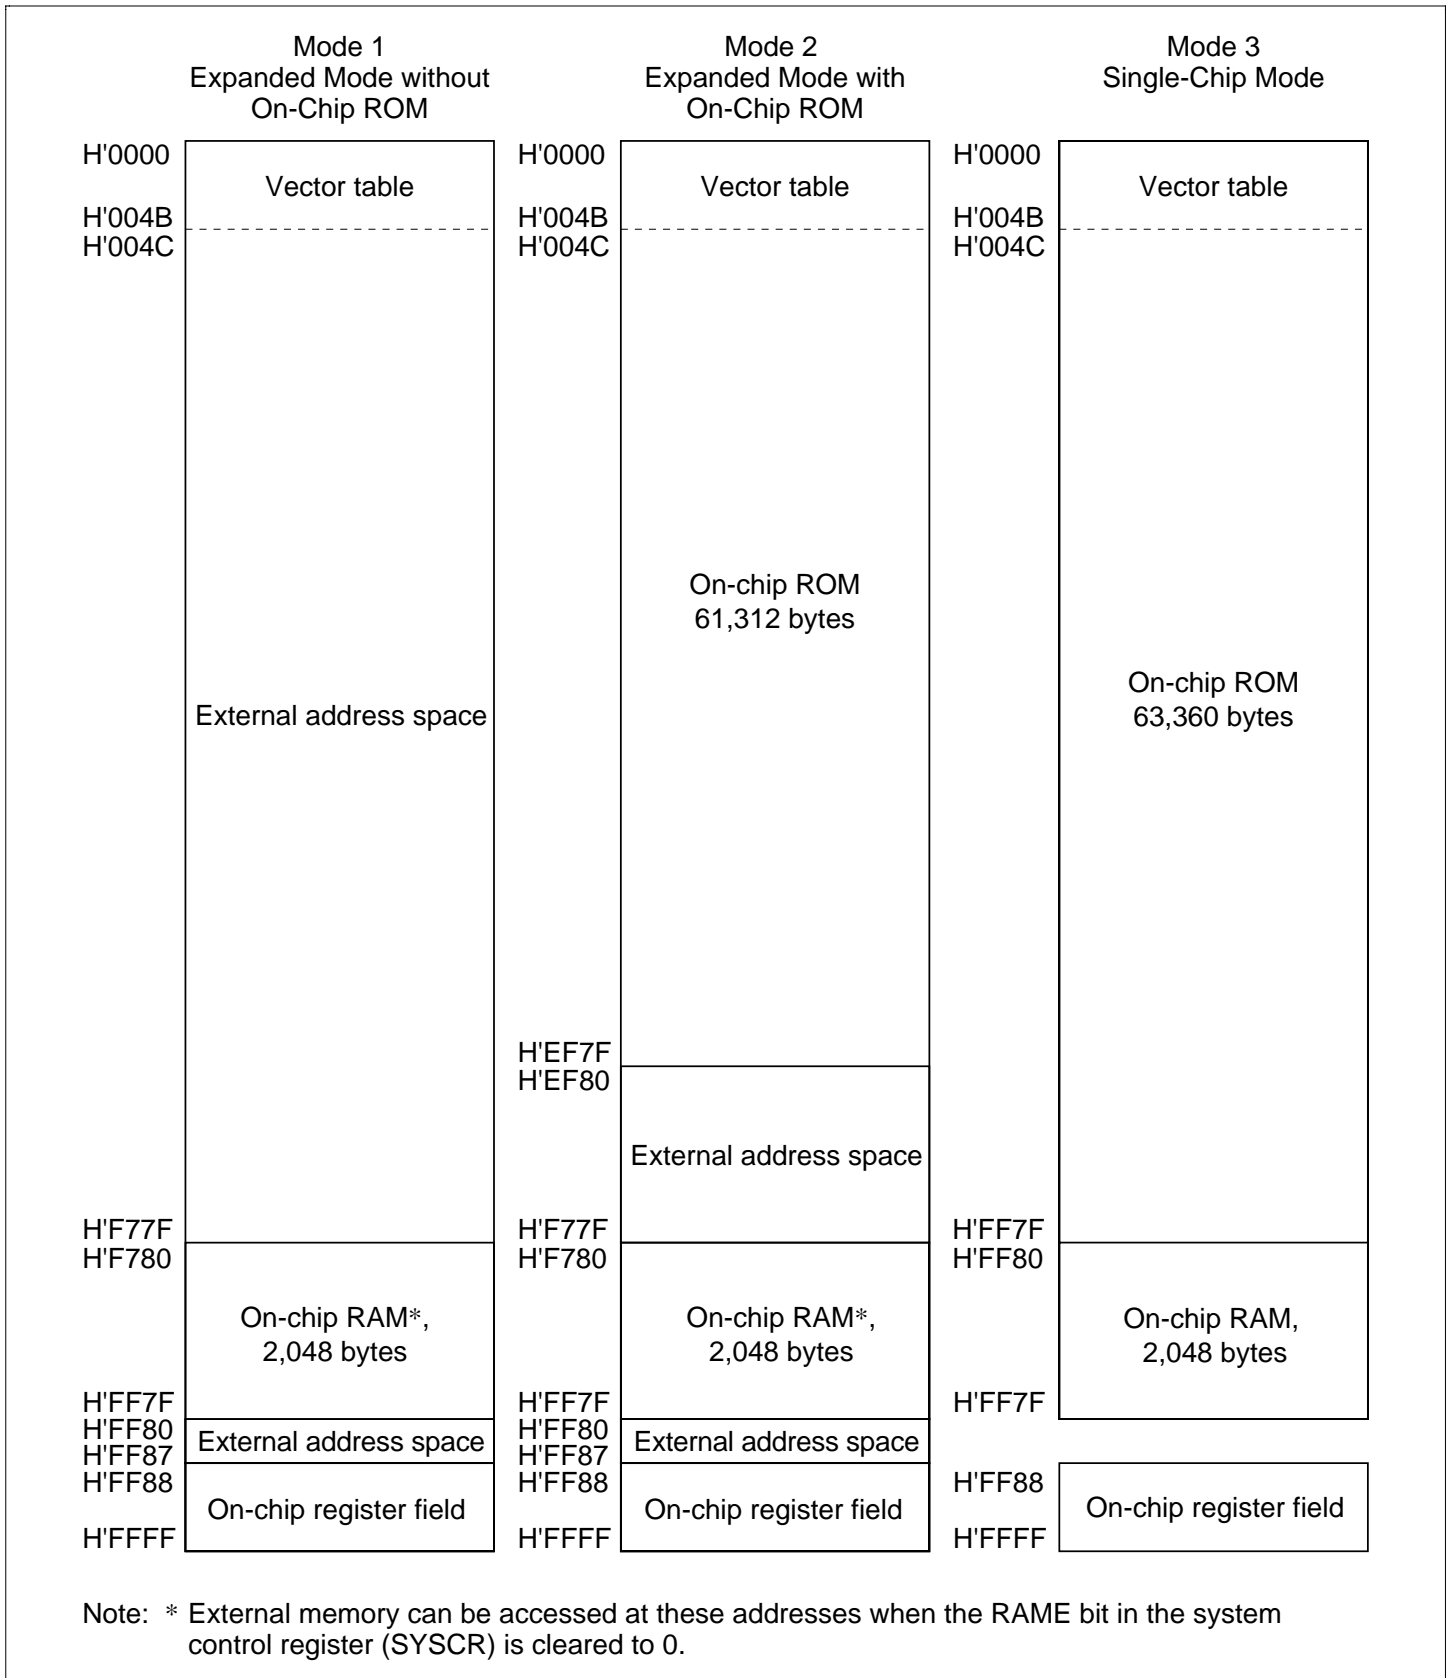 Mode 1
Expanded Mode without
On-Chip ROM
H'0000
Vector table
H'004B
H'004C
External address space
H'F77F
H'F780
On-chip RAM*,
2,048 bytes
H'FF7F
H'FF80
External address space
H'FF87
H'FF88
On-chip register field
H'FFFF
Mode 2
Expanded Mode with
On-Chip ROM
H'0000
Vector table
H'004B
H'004C
On-chip ROM
61,312 bytes
H'EF7F
H'EF80
External address space
H'F77F
H'F780
On-chip RAM*,
2,048 bytes
H'FF7F
H'FF80
External address space
H'FF87
H'FF88
On-chip register field
H'FFFF
Mode 3
Single-Chip Mode
H'0000
Vector table
H'004B
H'004C
On-chip ROM
63,360 bytes
H'FF7F
H'FF80
On-chip RAM,
2,048 bytes
H'FF7F
H'FF88
On-chip register field
H'FFFF
Note: * External memory can be accessed at these addresses when the RAME bit in the system
control register (SYSCR) is cleared to 0.